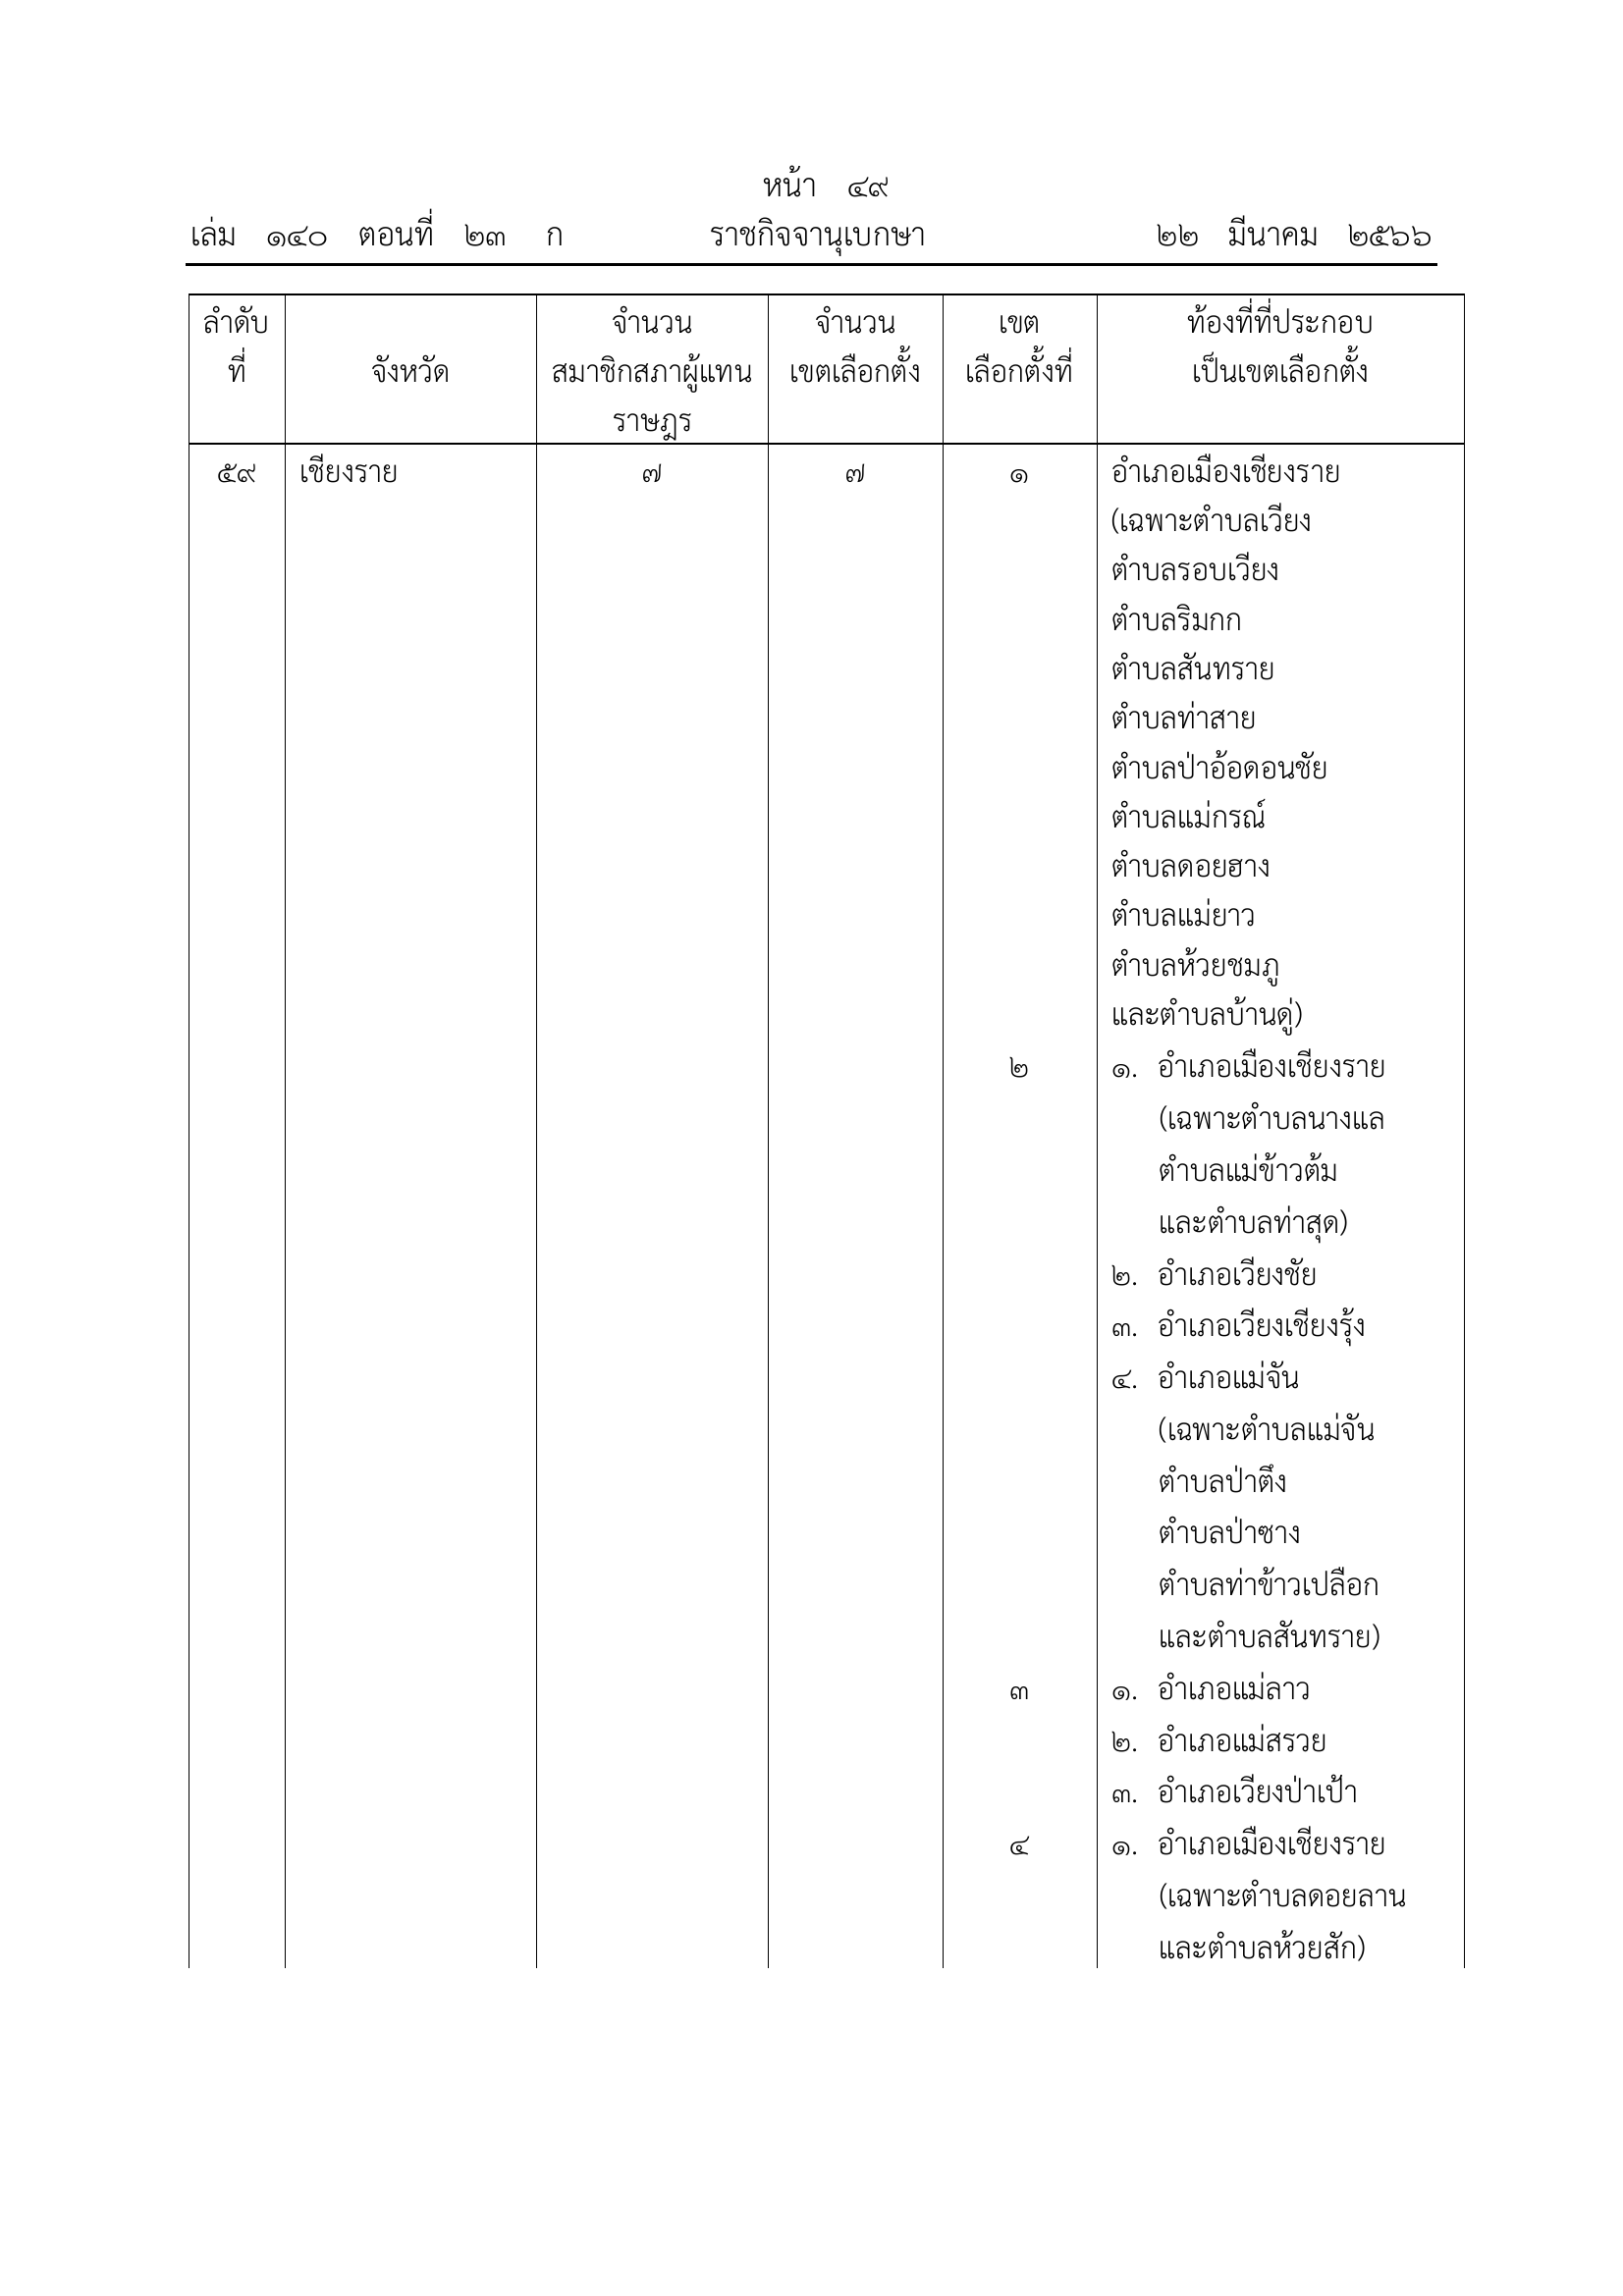 หน้า ๔๙
เล่ม ๑๔๐ ตอนที่ ๒๓ ก ราชกิจจานุเบกษา ๒๒ มีนาคม ๒๕๖๖
ลำดับ จำนวน จำนวน เขต ท้องที่ที่ประกอบ
ที่ จังหวัด สมาชิกสภาผู้แทน เขตเลือกตั้ง เลือกตั้งที่ เป็นเขตเลือกตั้ง
ราษฎร
๕๙ เชียงราย ๗ ๗ ๑ อำเภอเมืองเชียงราย
(เฉพาะตำบลเวียง
ตำบลรอบเวียง
ตำบลริมกก
ตำบลสันทราย
ตำบลท่าสาย
ตำบลป่าอ้อดอนชัย
ตำบลแม่กรณ์
ตำบลดอยฮาง
ตำบลแม่ยาว
ตำบลห้วยชมภู
และตำบลบ้านดู่)
๒ ๑. อำเภอเมืองเชียงราย
(เฉพาะตำบลนางแล
ตำบลแม่ข้าวต้ม
และตำบลท่าสุด)
๒. อำเภอเวียงชัย
๓. อำเภอเวียงเชียงรุ้ง
๔. อำเภอแม่จัน
(เฉพาะตำบลแม่จัน
ตำบลป่าตึง
ตำบลป่าซาง
ตำบลท่าข้าวเปลือก
และตำบลสันทราย)
๓ ๑. อำเภอแม่ลาว
๒. อำเภอแม่สรวย
๓. อำเภอเวียงป่าเป้า
๔ ๑. อำเภอเมืองเชียงราย
(เฉพาะตำบลดอยลาน
และตำบลห้วยสัก)